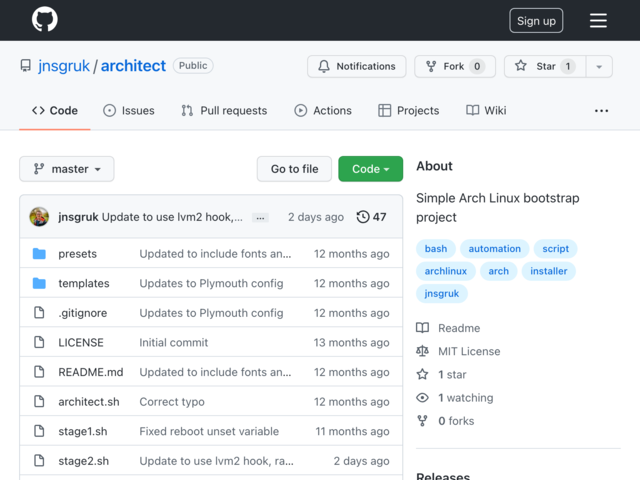 Sign up
jnsgruk / architect Public
Notifications Fork 0 Star 1
Code Issues Pull requests Actions Projects Wiki ...
master Go to file Code
jnsgruk Update to use lvm2 hook,... ... 2 days ago 47
presets Updated to include fonts an... 12 months ago
templates Updates to Plymouth config 12 months ago
.gitignore Updates to Plymouth config 12 months ago
LICENSE Initial commit 13 months ago
README.md Updated to include fonts an... 12 months ago
architect.sh Correct typo 12 months ago
stage1.sh Fixed reboot unset variable 11 months ago
stage2.sh Update to use lvm2 hook, ra... 2 days ago
About
Simple Arch Linux bootstrap
project
bash automation script
archlinux arch installer
jnsgruk
Readme
MIT License
1 star
1 watching
0 forks
Releases